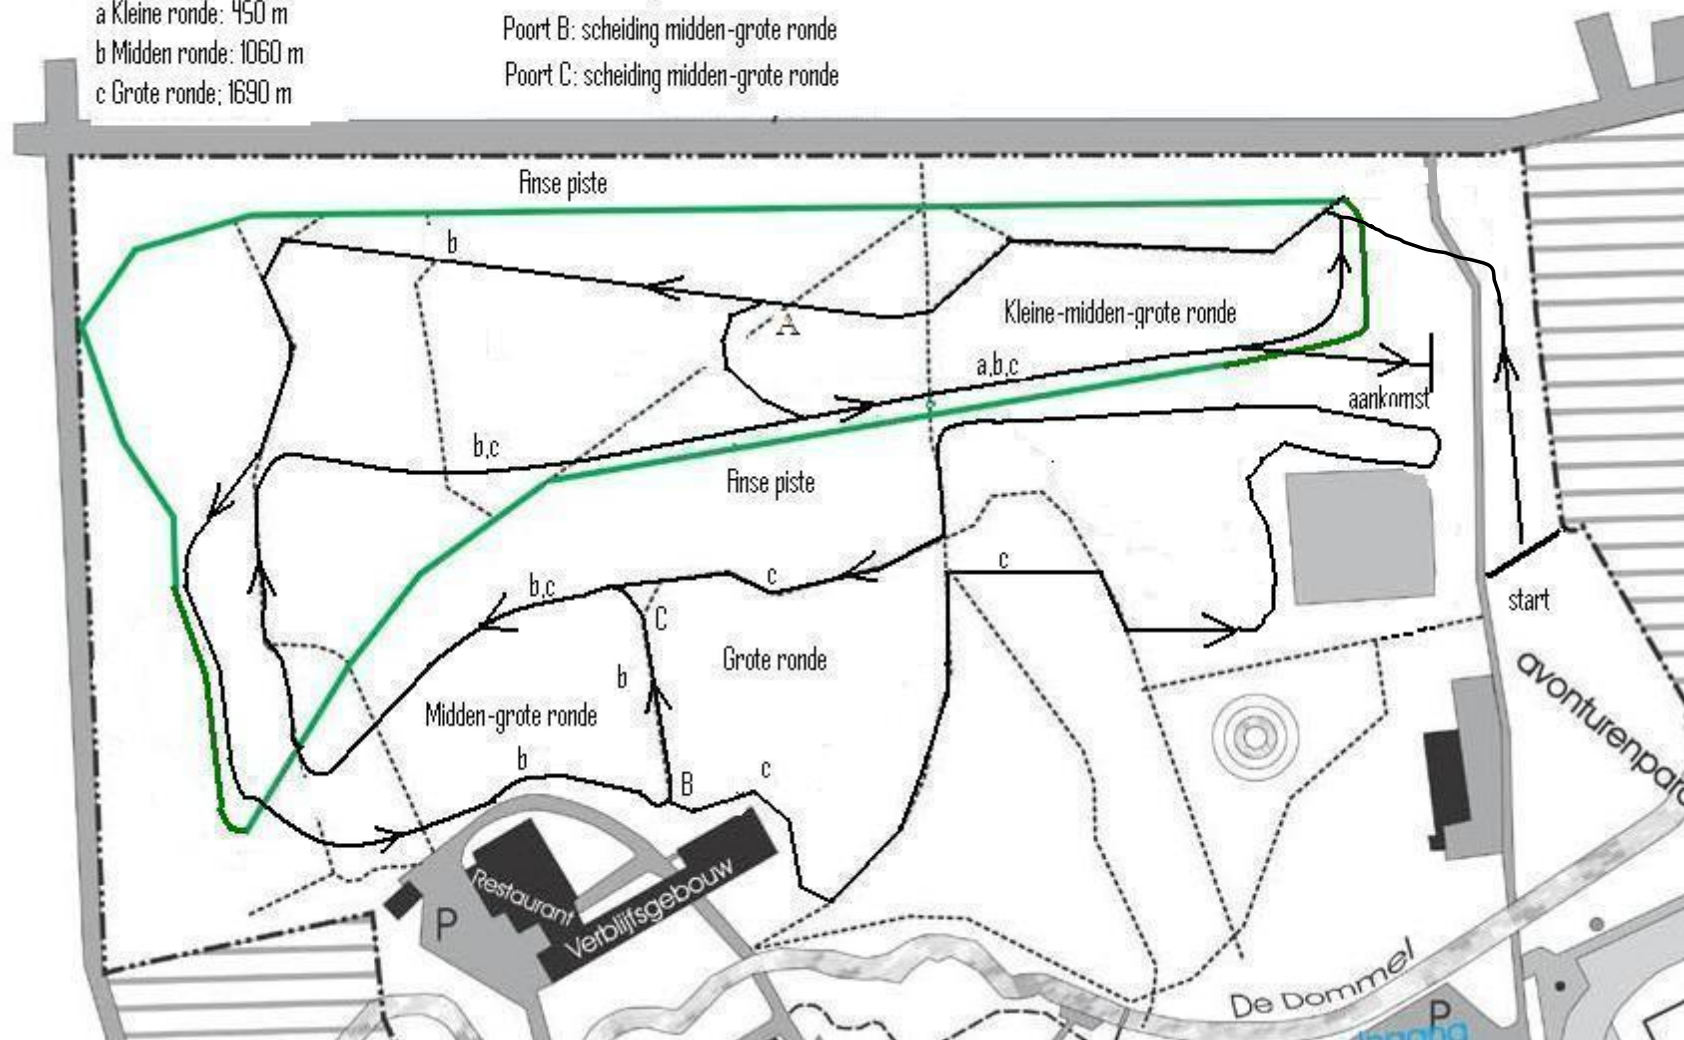 a Kleine ronde: 450 m
b Midden ronde: 1060 m
c Grote ronde; 1690 m
Poort B: scheiding midden-grote ronde
Poort C: scheiding midden-grote ronde
Finse piste
b
A
Kleine-midden-grote ronde
a,b,c
aankomst
b,c
Finse piste
c
b,c
c
start
C
Grote ronde
b
avonturenpar
Midden-grote ronde
b
B
c
Restaurant
Verblijfsgebouw
P
De Dommel
P
Ingang